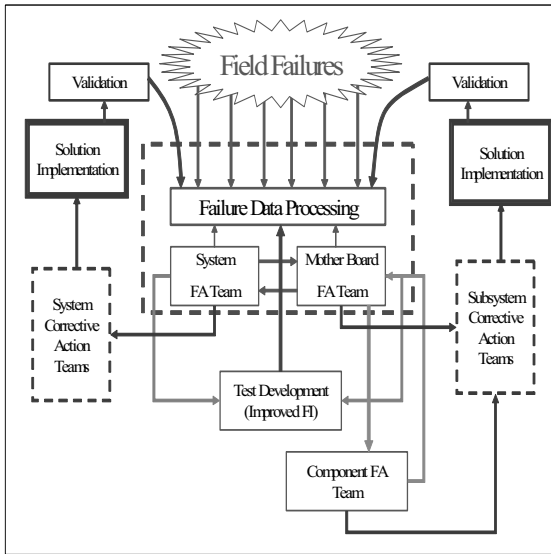 Field Failures
Validation
Validation
Solution
Implementation
Solution
Implementation
Failure Data Processing
System
FA Team
Mother Board
FA Team
System
Corrective
Action
Teams
Subsystem
Corrective
Action
Teams
Test Development
(Improved FI)
Component FA
Team